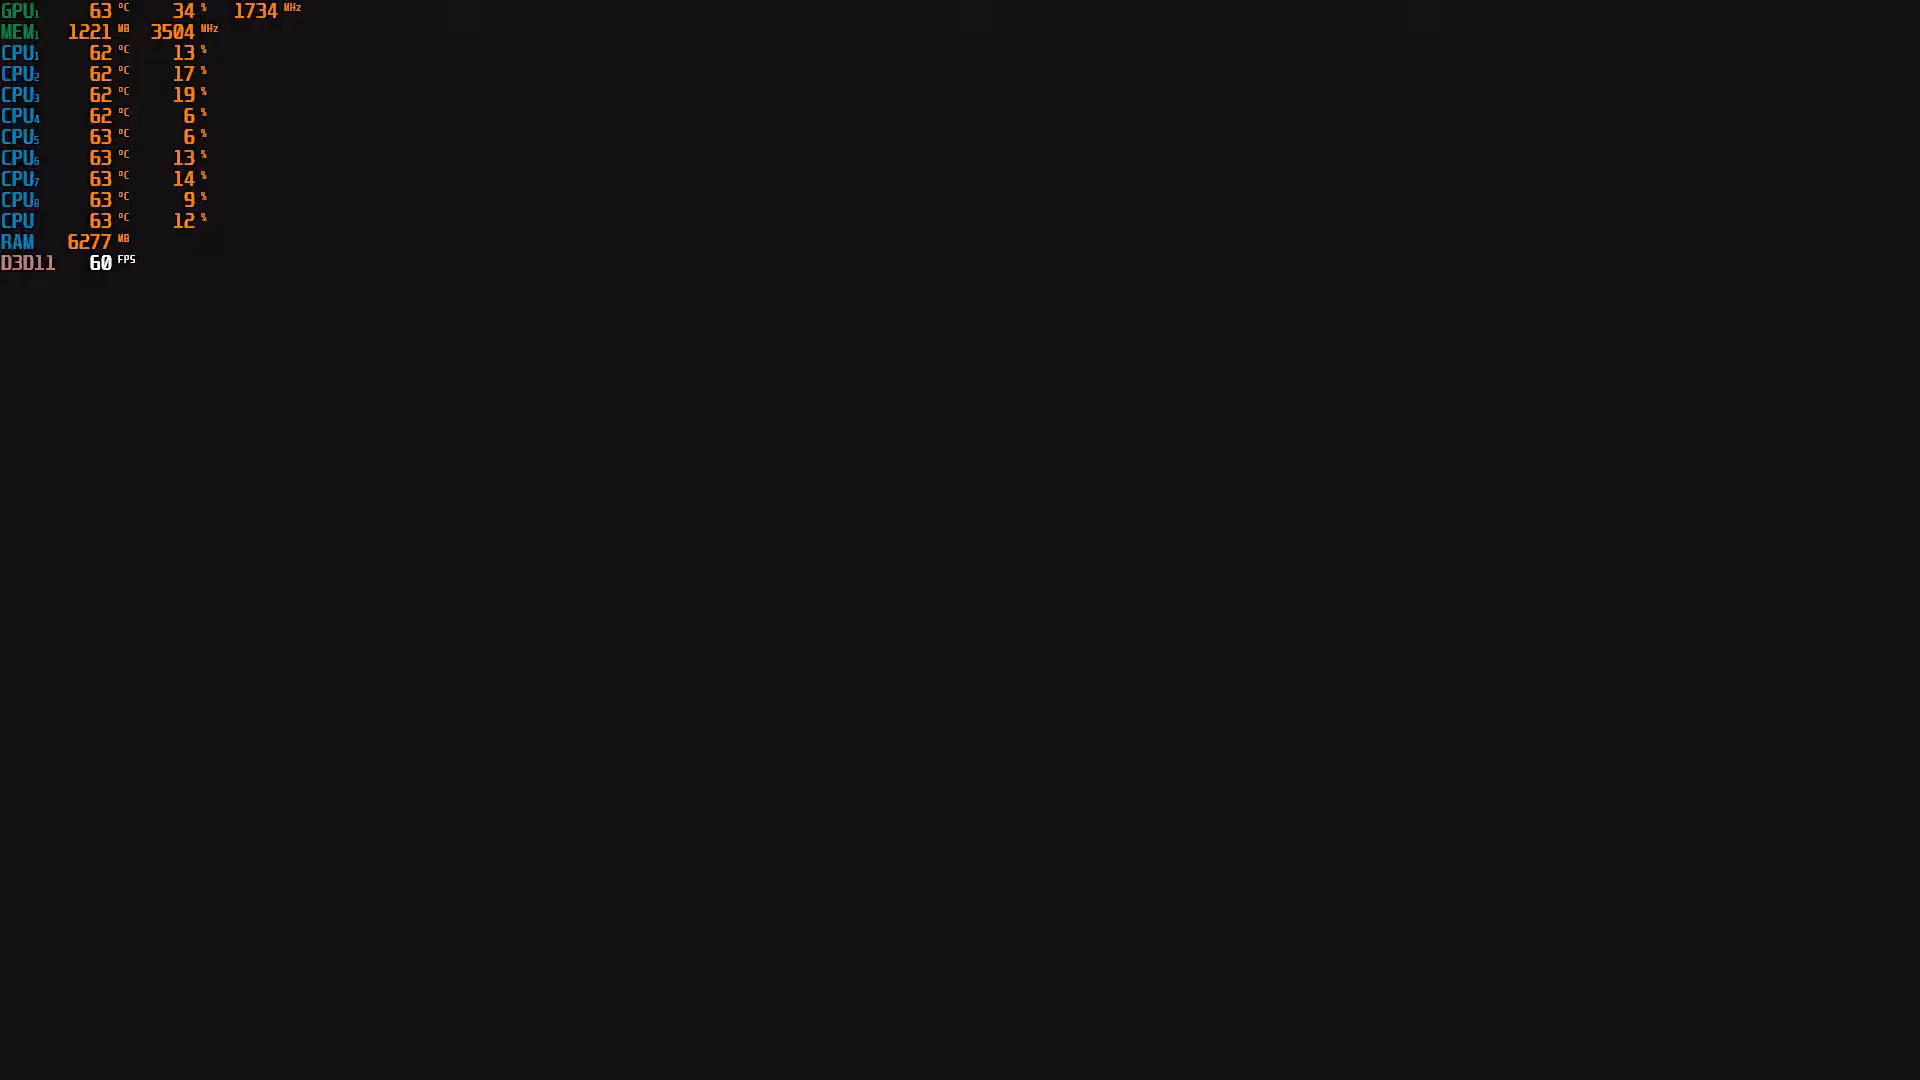 GPU1 63 °C 34 % 1734 MHz
MEM1 1221 MB 3504 MHz
CPU1 62 °C 13 %
CPU2 62 °C 17 %
CPU3 62 °C 19 %
CPU4 62 °C 6 %
CPU5 63 °C 6 %
CPU6 63 °C 13 %
CPU7 63 °C 14 %
CPU8 63 °C 9 %
CPU 63 °C 12 %
RAM 6277 MB
D3D11 60 FPS